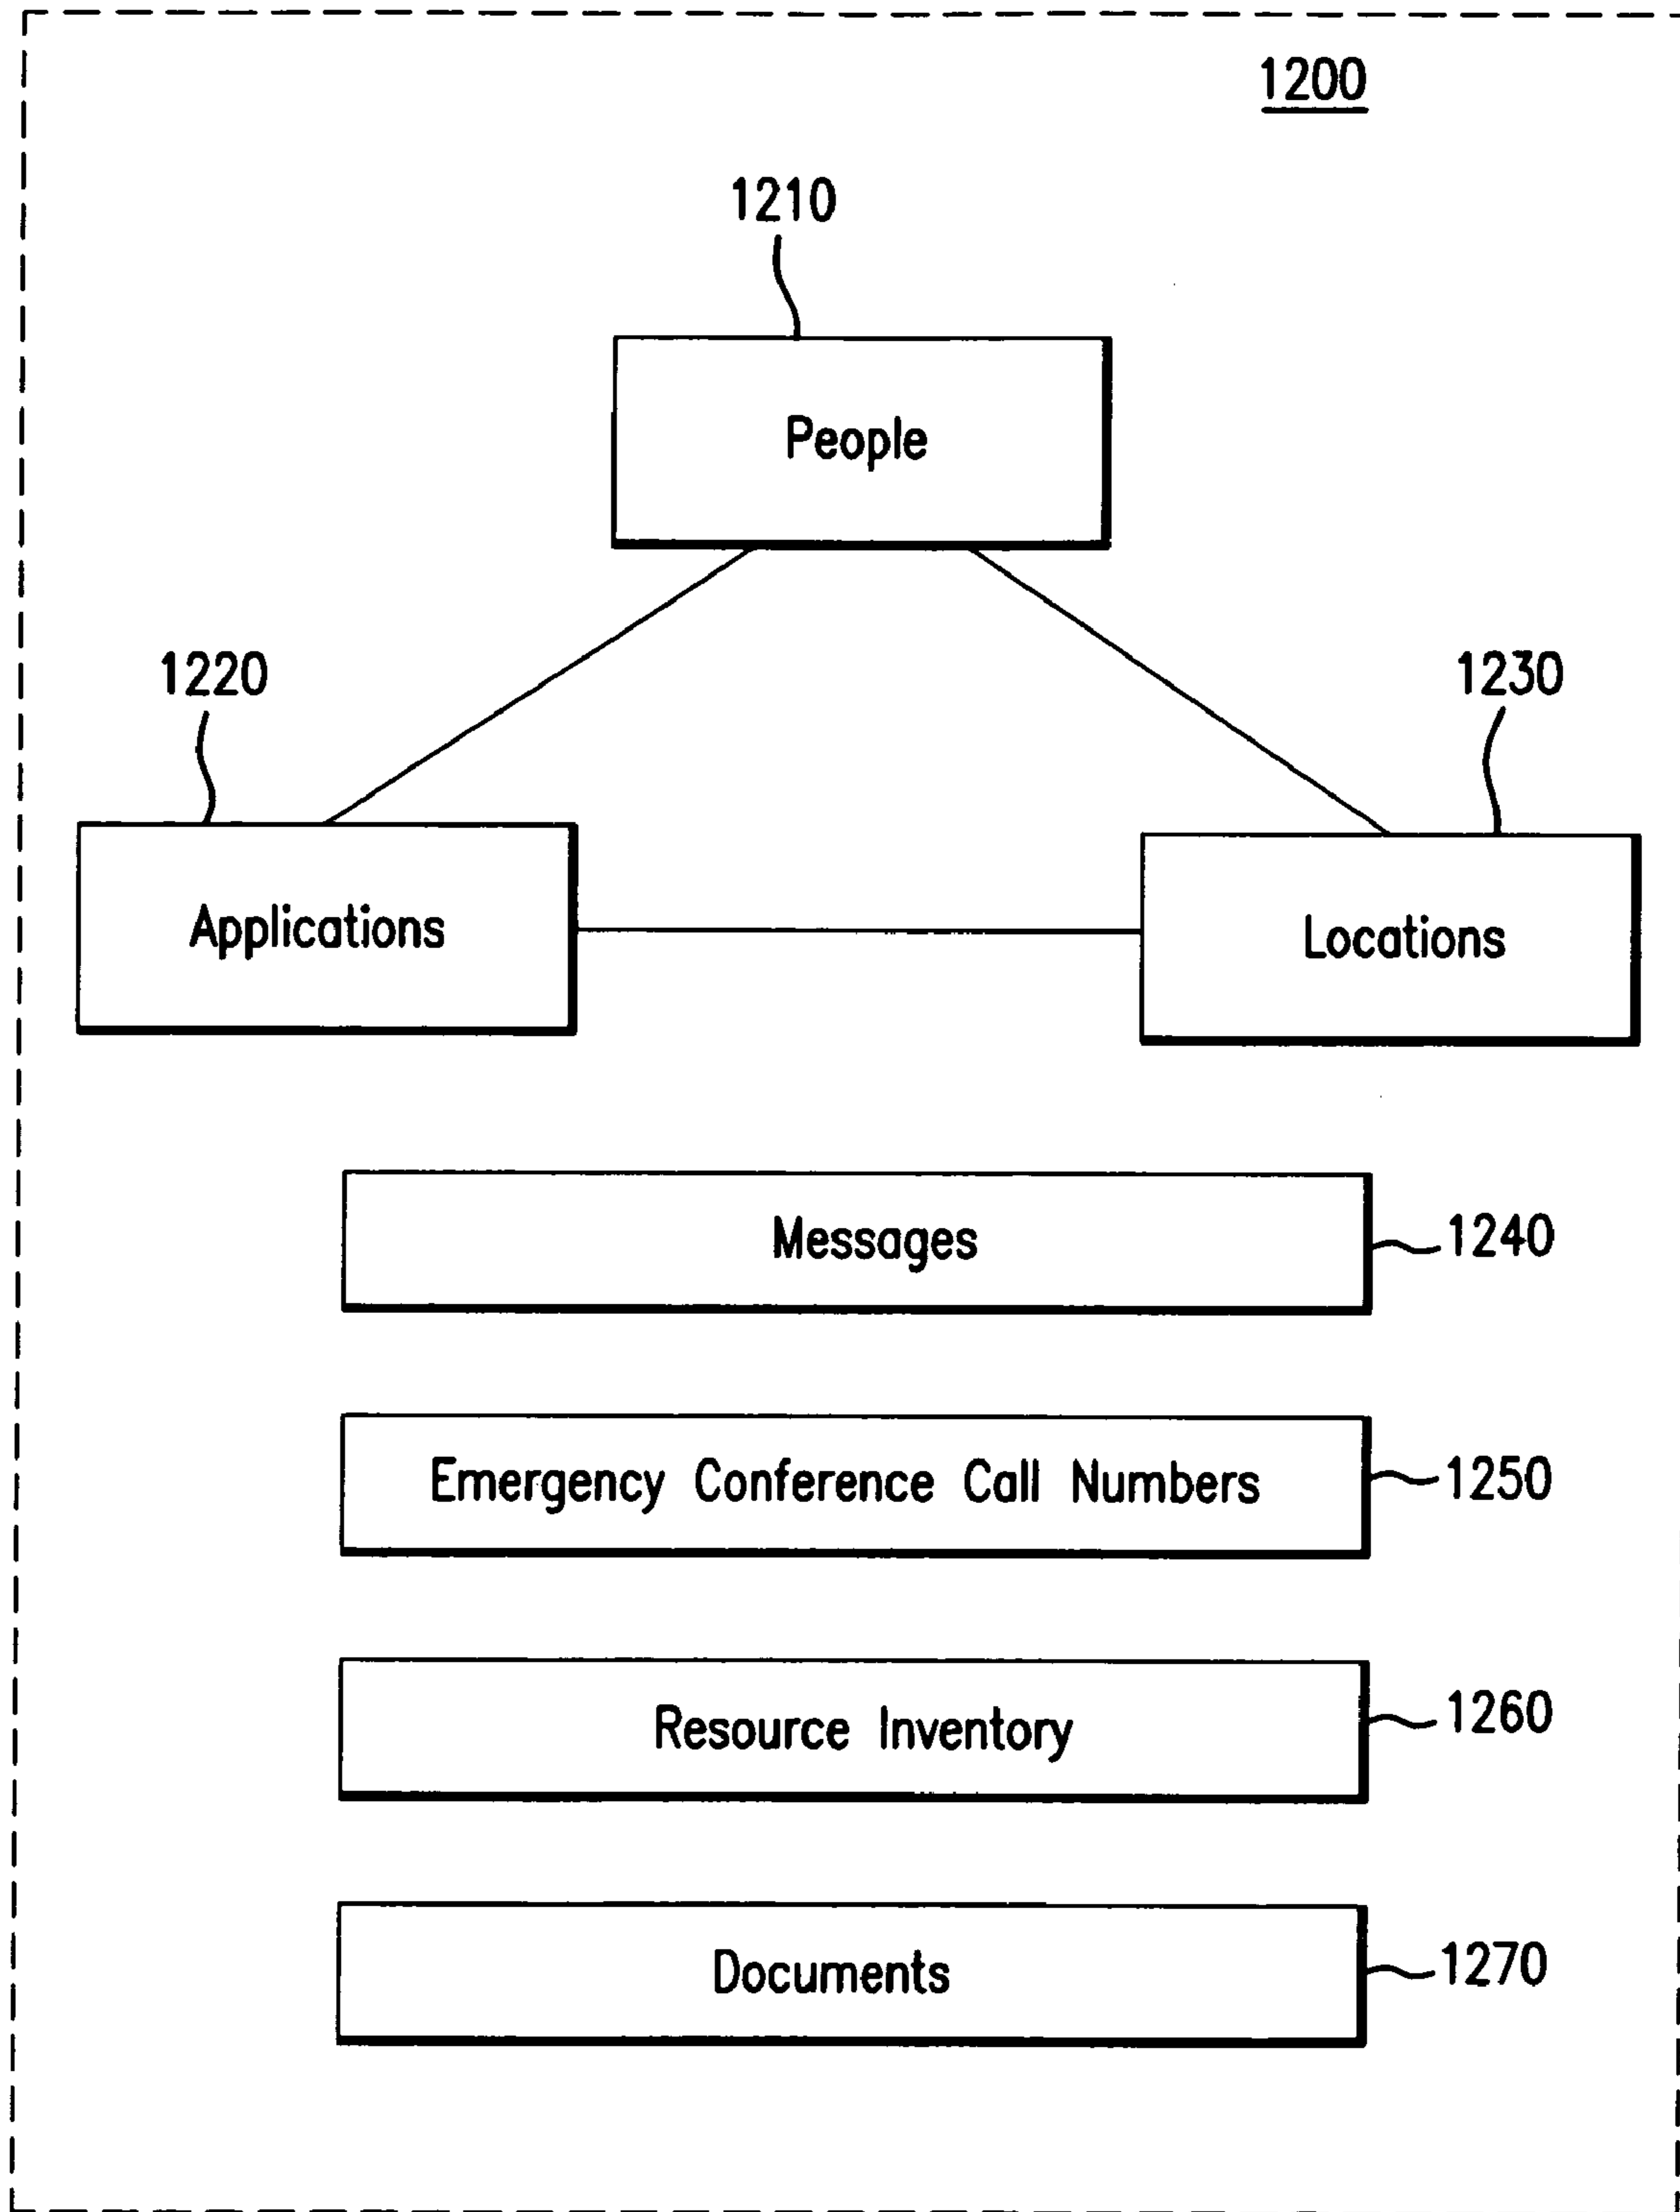 1200
1210
People
1220
1230
Applications
Locations
Messages
1240
Emergency Conference Call Numbers
1250
Resource Inventory
1260
Documents
1270